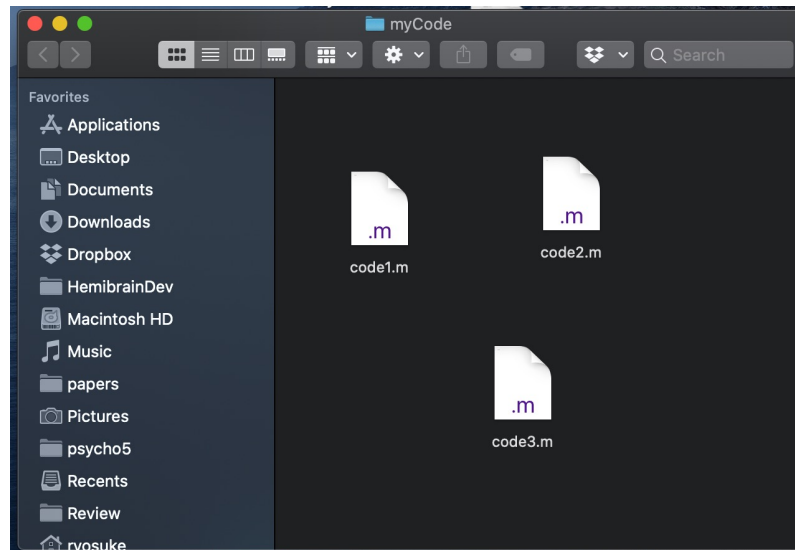 myCode
Search
Favorites
Applications
Desktop
Documents
Downloads
Dropbox
HemibrainDev
Macintosh HD
Music
papers
Pictures
psycho5
Recents
Review
ryosuke
.m
code1.m
.m
code2.m
.m
code3.m